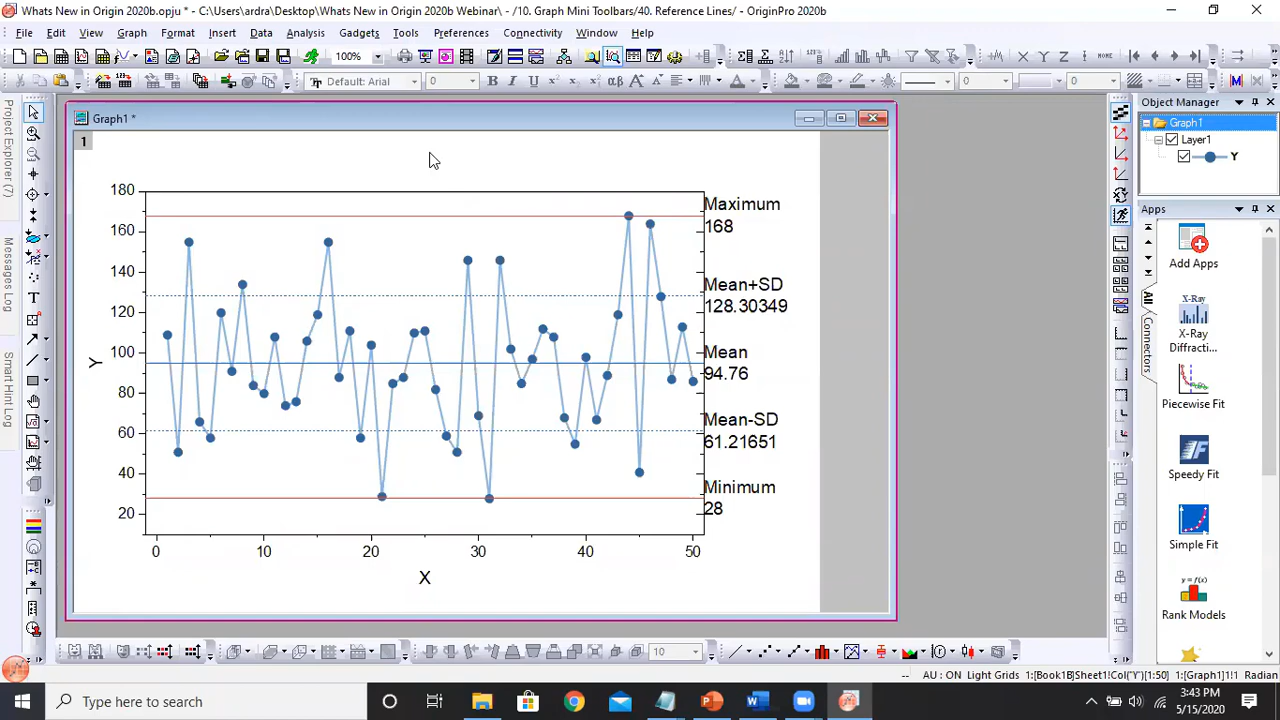 Whats New in Origin 2020b.opju * - C:\Users\ardra\Desktop\Whats New in Origin 2020b Webinar\ - /10. Graph Mini Toolbars/40. Reference Lines/ - OriginPro 2020b
File Edit View Graph Format Insert Data Analysis Gadgets Tools Preferences Connectivity Window Help
100%
Default: Arial 0 B I U αβ A A A 0 0
Project Explorer (7)
Messages Log
Smart Hint Log
Graph1 *
1
180
160
140
120
100
80
60
40
20
Y
0 10 20 30 40 50
X
Maximum
168
Mean+SD
128.30349
Mean
94.76
Mean-SD
61.21651
Minimum
28
Object Manager
Graph1
Layer1
Y
Apps
Add Apps
All
Connectors
X-Ray
X-Ray
Diffracti...
Piecewise Fit
Speedy Fit
Simple Fit
y = f(x)
Rank Models
10
-- AU : ON Light Grids 1:[Book1B]Sheet1!Col("Y")[1:50] 1:[Graph1]1!1 Radian
Type here to search
3:43 PM
5/15/2020